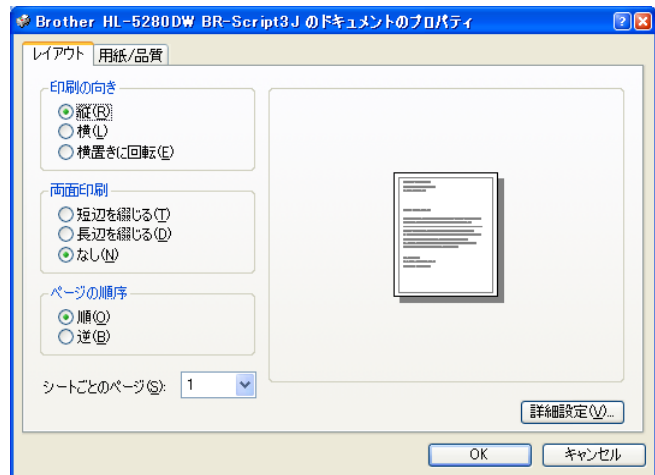 Brother HL-5280DW BR-Script3J のドキュメントのプロパティ
レイアウト 用紙/品質
印刷の向き
縦(R)
横(L)
横置きに回転(E)
両面印刷
短辺を綴じる(T)
長辺を綴じる(D)
なし(N)
ページの順序
順(O)
逆(B)
シートごとのページ(S): 1
詳細設定(V)...
OK キャンセル